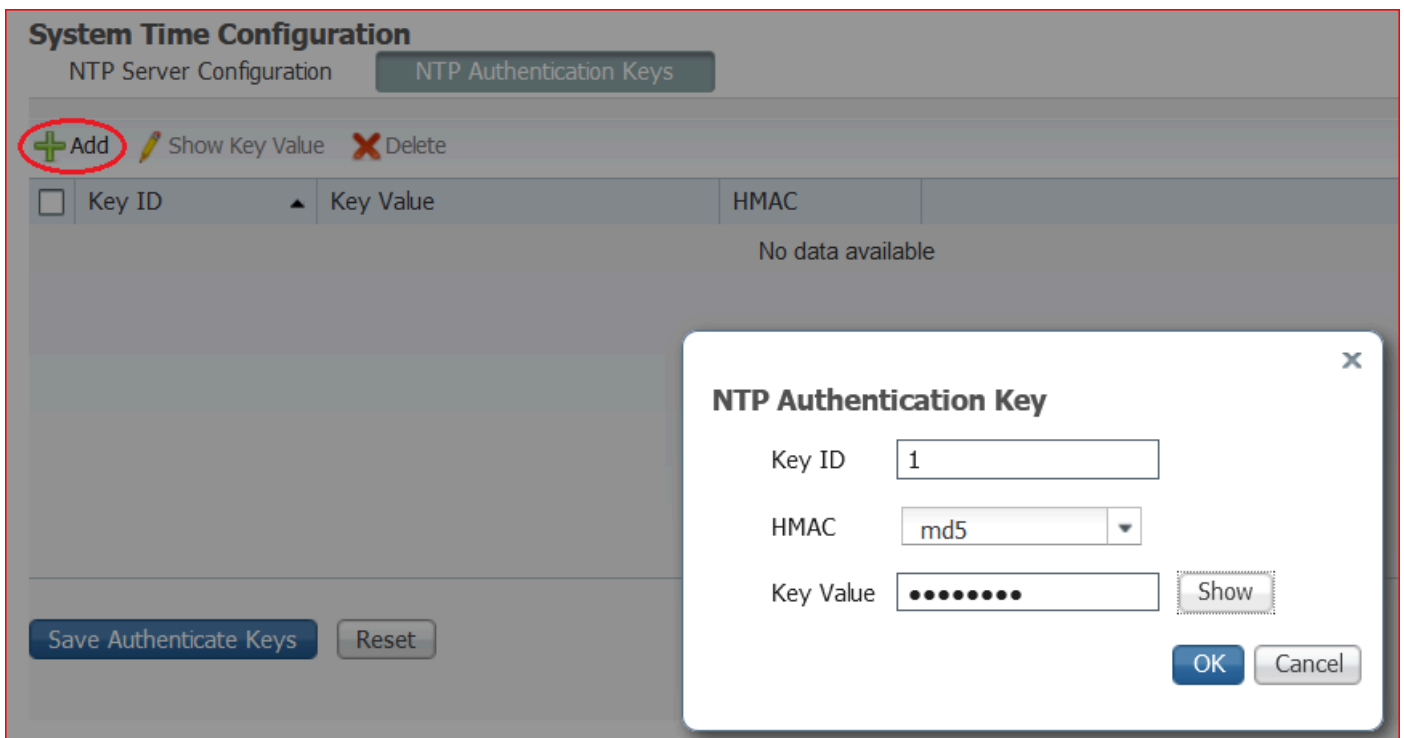 System Time Configuration
NTP Server Configuration NTP Authentication Keys
Add Show Key Value Delete
Key ID Key Value HMAC
No data available
NTP Authentication Key
Key ID 1
HMAC md5
Key Value •••••••• Show
Save Authenticate Keys Reset
OK Cancel